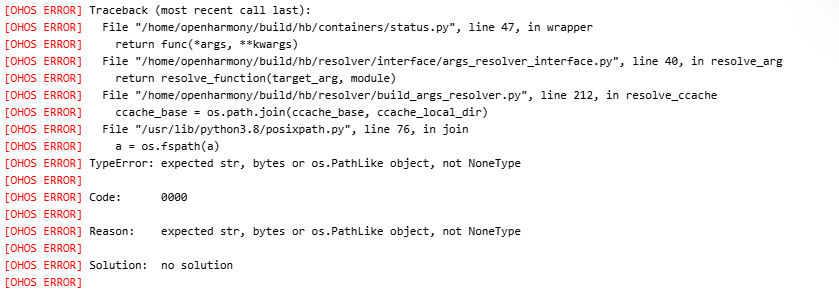 [OHOS ERROR] Traceback (most recent call last):
[OHOS ERROR]   File "/home/openharmony/build/hb/containers/status.py", line 47, in wrapper
[OHOS ERROR]     return func(*args, **kwargs)
[OHOS ERROR]   File "/home/openharmony/build/hb/resolver/interface/args_resolver_interface.py", line 40, in resolve_arg
[OHOS ERROR]     return resolve_function(target_arg, module)
[OHOS ERROR]   File "/home/openharmony/build/hb/resolver/build_args_resolver.py", line 212, in resolve_ccache
[OHOS ERROR]     ccache_base = os.path.join(ccache_base, ccache_local_dir)
[OHOS ERROR]   File "/usr/lib/python3.8/posixpath.py", line 76, in join
[OHOS ERROR]     a = os.fspath(a)
[OHOS ERROR] TypeError: expected str, bytes or os.PathLike object, not NoneType
[OHOS ERROR]
[OHOS ERROR] Code:      0000
[OHOS ERROR]
[OHOS ERROR] Reason:    expected str, bytes or os.PathLike object, not NoneType
[OHOS ERROR]
[OHOS ERROR] Solution:  no solution
[OHOS ERROR]